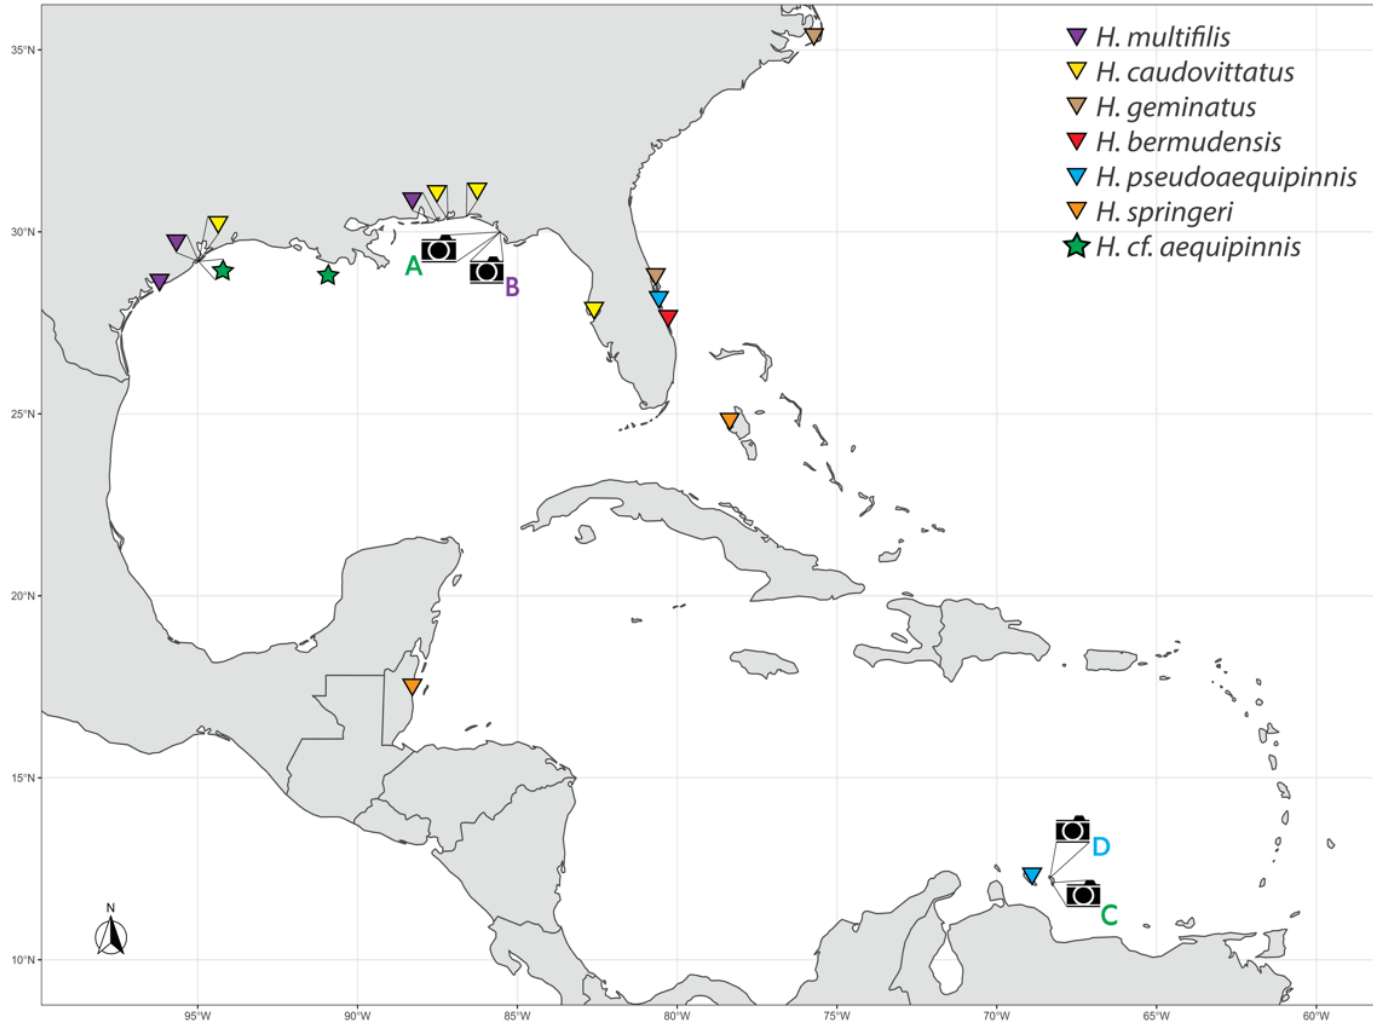 35°N
30°N
25°N
20°N
15°N
10°N
H. multifilis
H. caudovittatus
H. geminatus
H. bermudensis
H. pseudoaequipinnis
H. springeri
H. cf. aequipinnis
A
B
D
C
N
95°W
90°W
85°W
80°W
75°W
70°W
65°W
60°W